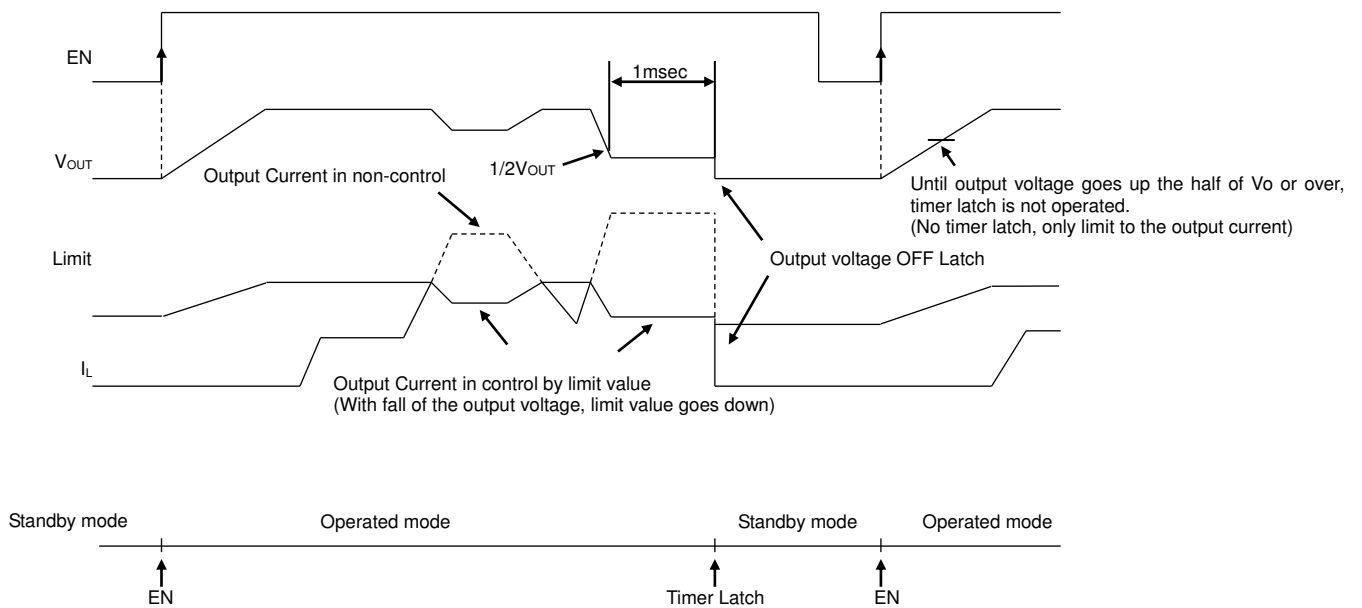 EN
1msec
VOUT
1/2VOUT
Output Current in non-control
Until output voltage goes up the half of Vo or over,
timer latch is not operated.
(No timer latch, only limit to the output current)
Limit
Output voltage OFF Latch
IL
Output Current in control by limit value
(With fall of the output voltage, limit value goes down)
Standby mode
Operated mode
Standby mode
Operated mode
EN
Timer Latch
EN